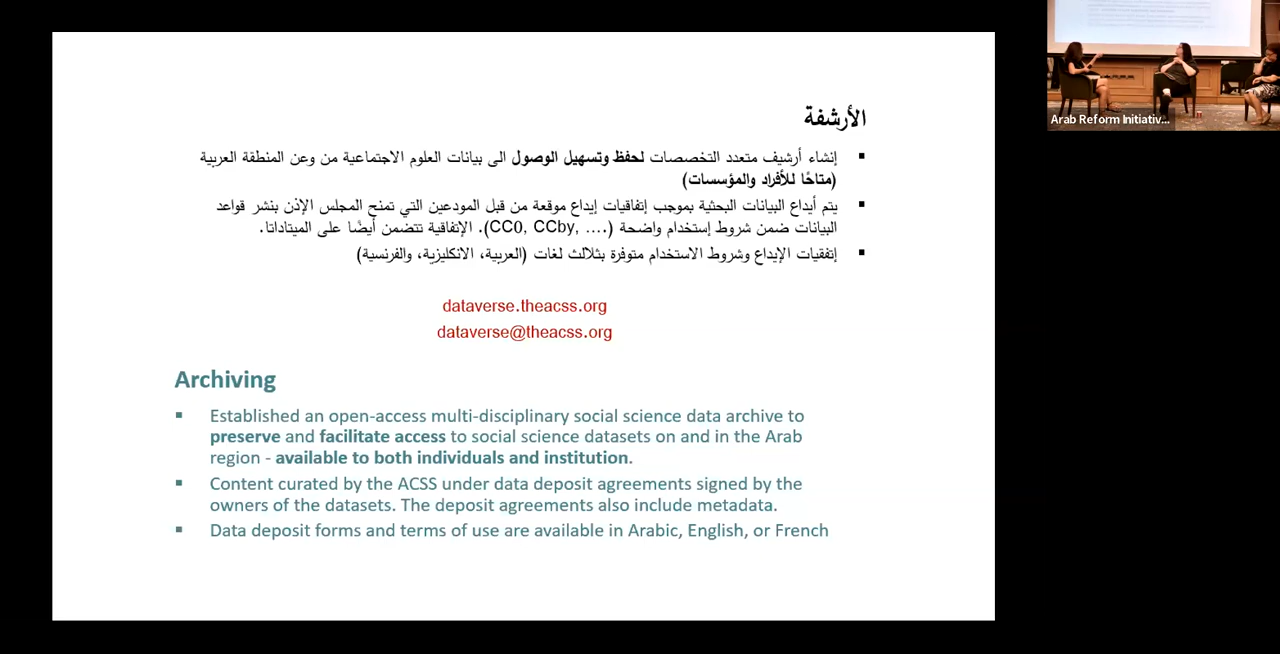 الأرشفة
إنشاء أرشيف متعدد التخصصات لحفظ وتسهيل الوصول الى بيانات العلوم الاجتماعية من وعن المنطقة العربية
(متاحًا للأفراد والمؤسسات)
يتم أيداع البيانات البحثية بموجب إتفاقيات إيداع موقعة من قبل المودعين التي تمنح المجلس الإذن بنشر قواعد
البيانات ضمن شروط إستخدام واضحة (CC0, CCby, ….). الإتفاقية تتضمن أيضًا على الميتاداتا.
إتفقيات الإيداع وشروط الاستخدام متوفرة بثلالث لغات (العربية، الانكليزية، والفرنسية)
dataverse.theacss.org
dataverse@theacss.org
Archiving
Established an open-access multi-disciplinary social science data archive to
preserve and facilitate access to social science datasets on and in the Arab
region - available to both individuals and institution.
Content curated by the ACSS under data deposit agreements signed by the
owners of the datasets. The deposit agreements also include metadata.
Data deposit forms and terms of use are available in Arabic, English, or French
Arab Reform Initiativ...